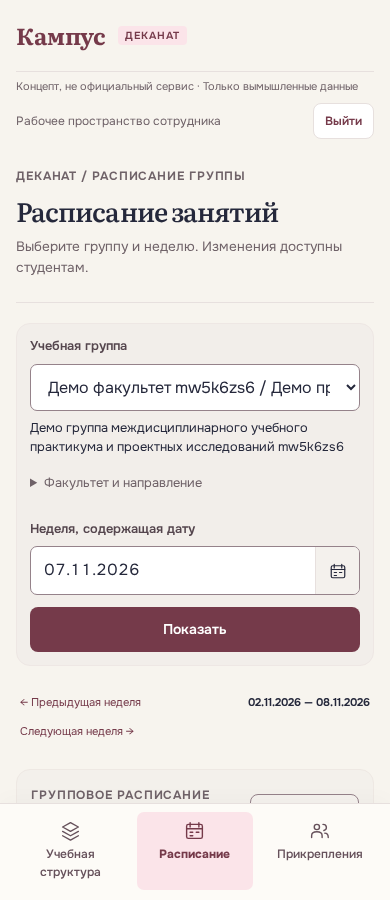 Кампус ДЕКАНАТ
Концепт, не официальный сервис · Только вымышленные данные
Рабочее пространство сотрудника Выйти
ДЕКАНАТ / РАСПИСАНИЕ ГРУППЫ
Расписание занятий
Выберите группу и неделю. Изменения доступны
студентам.
Учебная группа
Демо факультет mw5k6zs6 / Демо пр
Демо группа междисциплинарного учебного
практикума и проектных исследований mw5k6zs6
Факультет и направление
Неделя, содержащая дату
07.11.2026
Показать
← Предыдущая неделя 02.11.2026 — 08.11.2026
Следующая неделя →
ГРУППОВОЕ РАСПИСАНИЕ
Учебная
структура
Расписание
Прикрепления